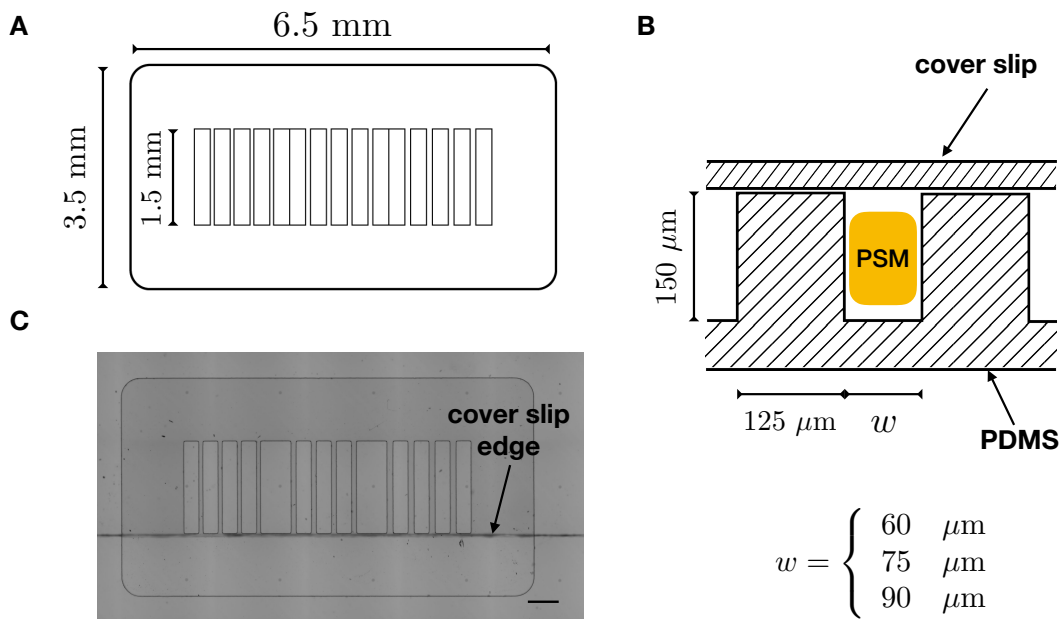 A
6.5 mm
3.5 mm
1.5 mm
B
cover slip
PSM
150 μm
125 μm
w
PDMS
w = { 60 μm
75 μm
90 μm
C
cover slip
edge